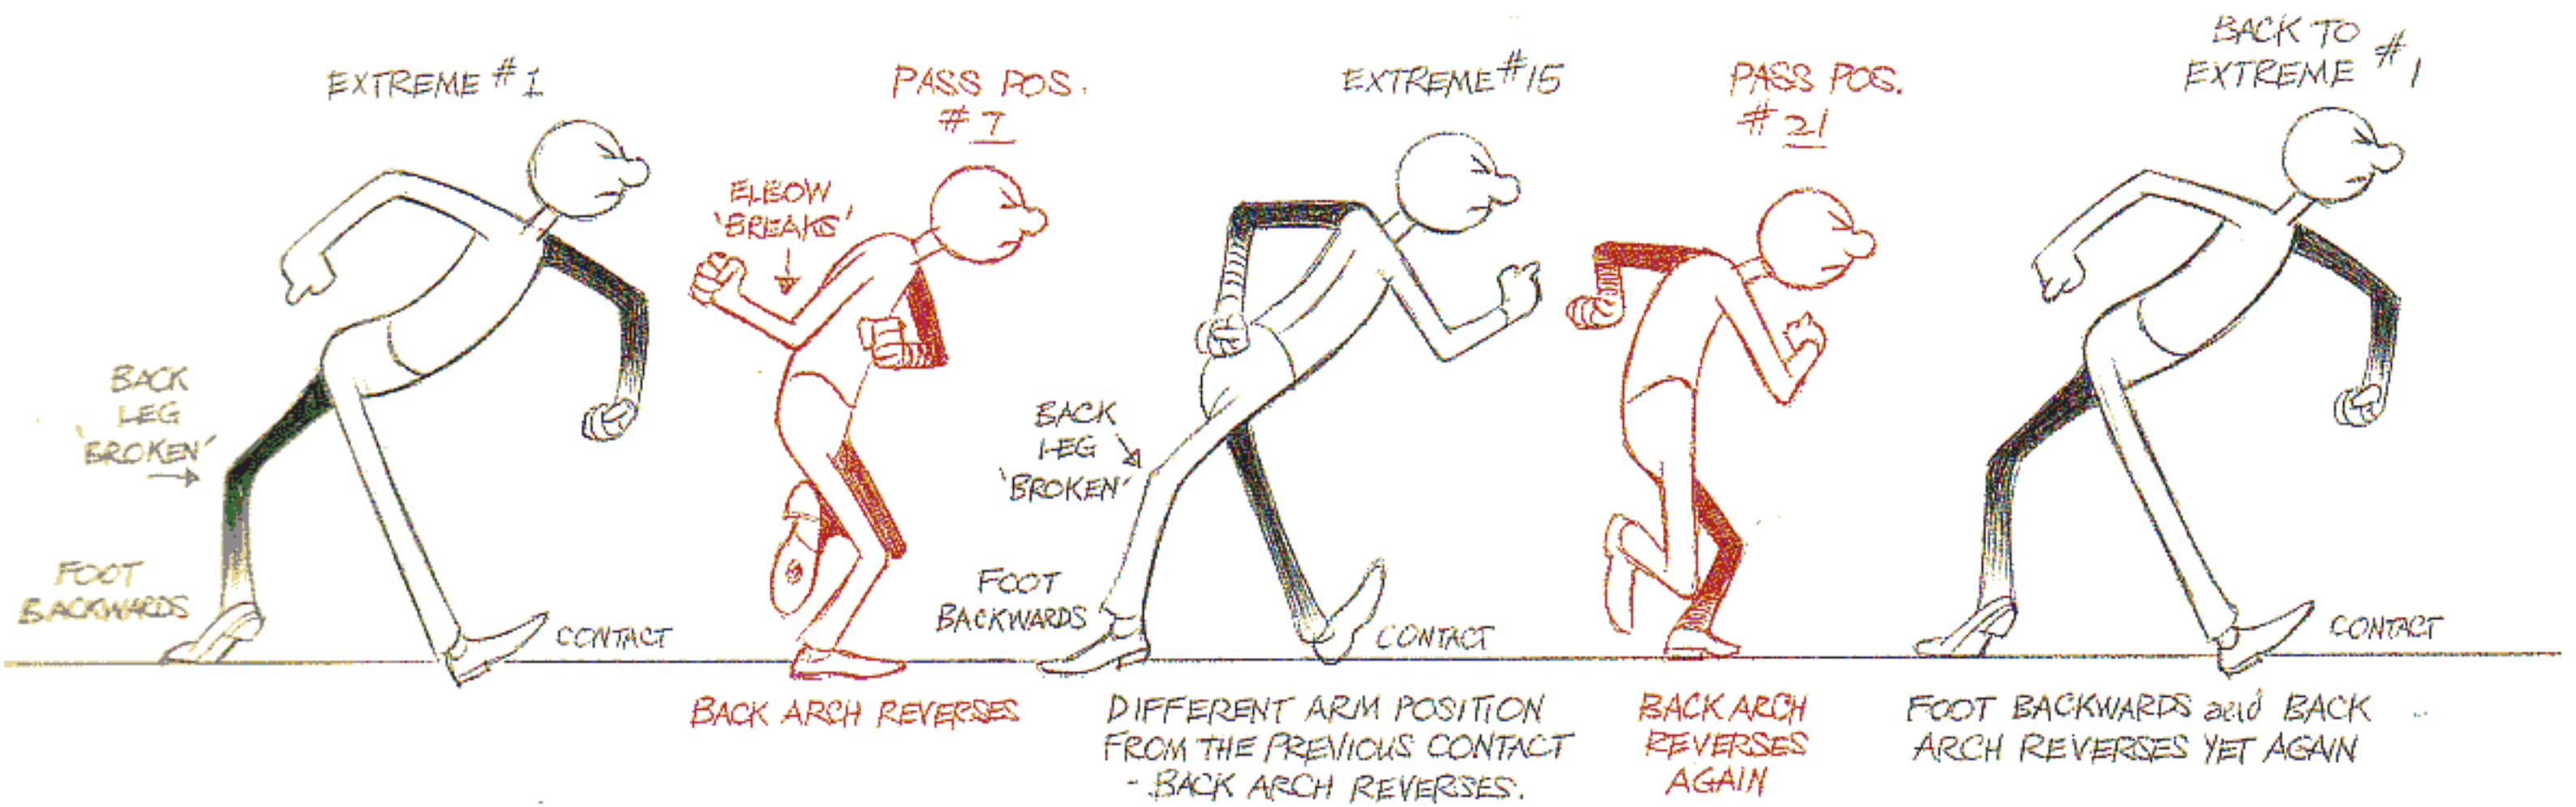 EXTREME #1
PASS POS.
#7
EXTREME #15
PASS POS.
#21
BACK TO
EXTREME #1
ELBOW
'BREAKS'
BACK
LEG
'BROKEN'
FOOT
BACKWARDS
CONTACT
BACK
LEG
'BROKEN'
FOOT
BACKWARDS
CONTACT
CONTACT
BACK ARCH REVERSES
DIFFERENT ARM POSITION
FROM THE PREVIOUS CONTACT
- BACK ARCH REVERSES.
BACK ARCH
REVERSES
AGAIN
FOOT BACKWARDS and BACK
ARCH REVERSES YET AGAIN